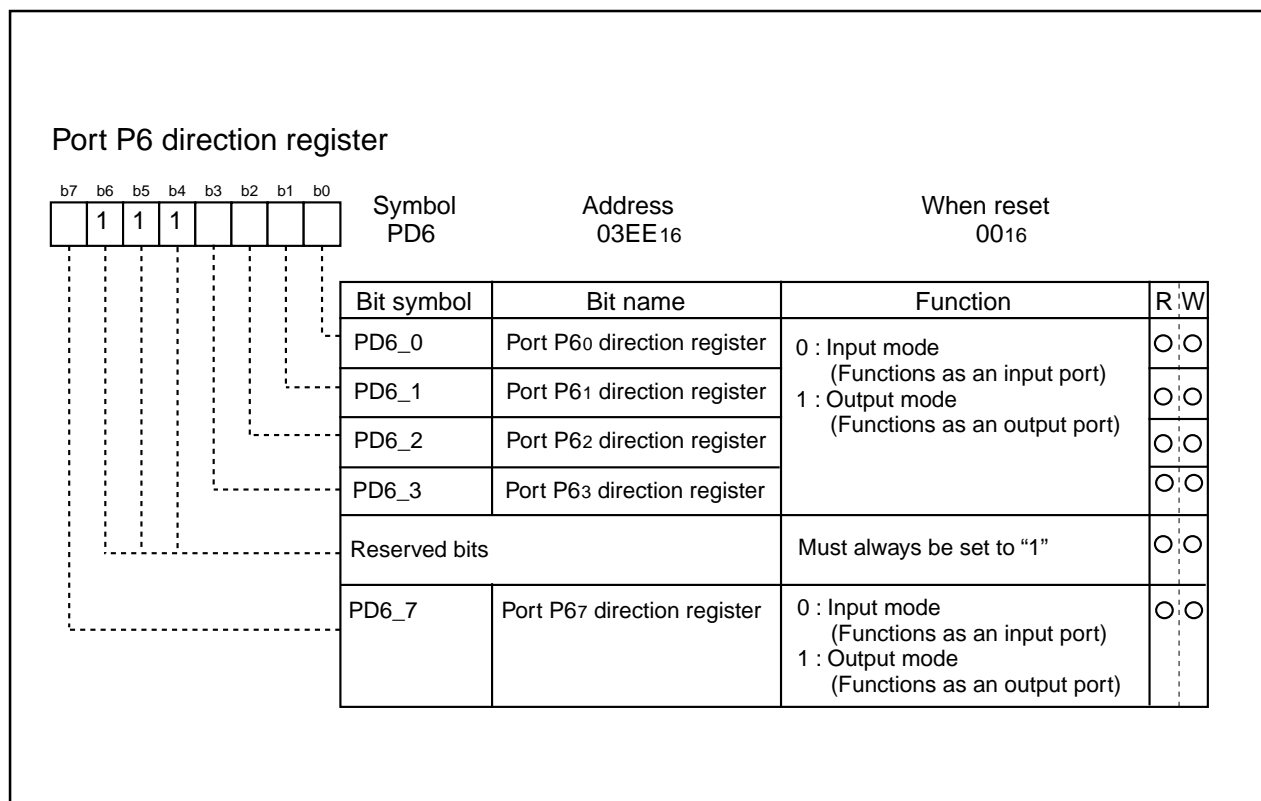 Port P6 direction register
b7 b6 b5 b4 b3 b2 b1 b0
1 1 1
Symbol Address When reset
PD6 03EE16 0016
Bit symbol Bit name Function R W
PD6_0 Port P60 direction register
0 : Input mode
(Functions as an input port)
1 : Output mode
(Functions as an output port)
PD6_1 Port P61 direction register
PD6_2 Port P62 direction register
PD6_3 Port P63 direction register
Reserved bits Must always be set to “1”
PD6_7 Port P67 direction register
0 : Input mode
(Functions as an input port)
1 : Output mode
(Functions as an output port)